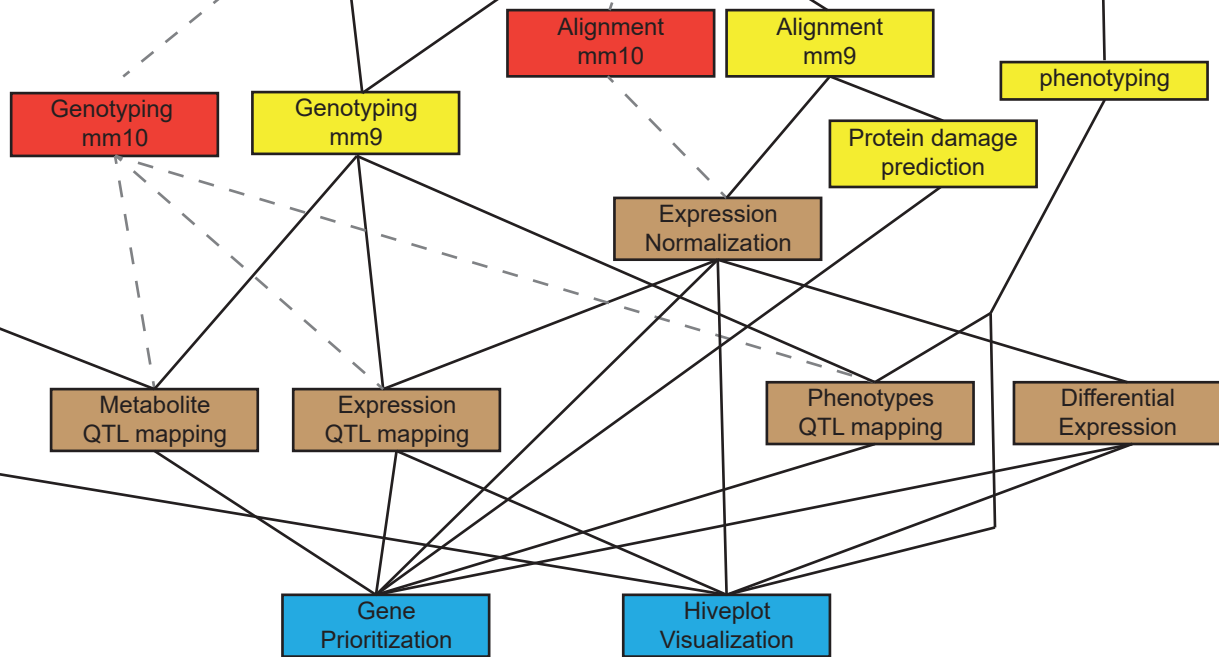 Alignment
mm10
Alignment
mm9
phenotyping
Genotyping
mm10
Genotyping
mm9
Protein damage
prediction
Expression
Normalization
Metabolite
QTL mapping
Expression
QTL mapping
Phenotypes
QTL mapping
Differential
Expression
Gene
Prioritization
Hiveplot
Visualization